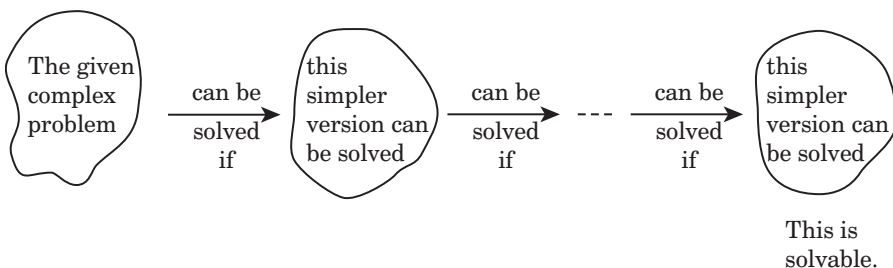 The given
complex
problem
can be
solved
if
this
simpler
version can
be solved
can be
solved
if
can be
solved
if
this
simpler
version can
be solved
This is
solvable.